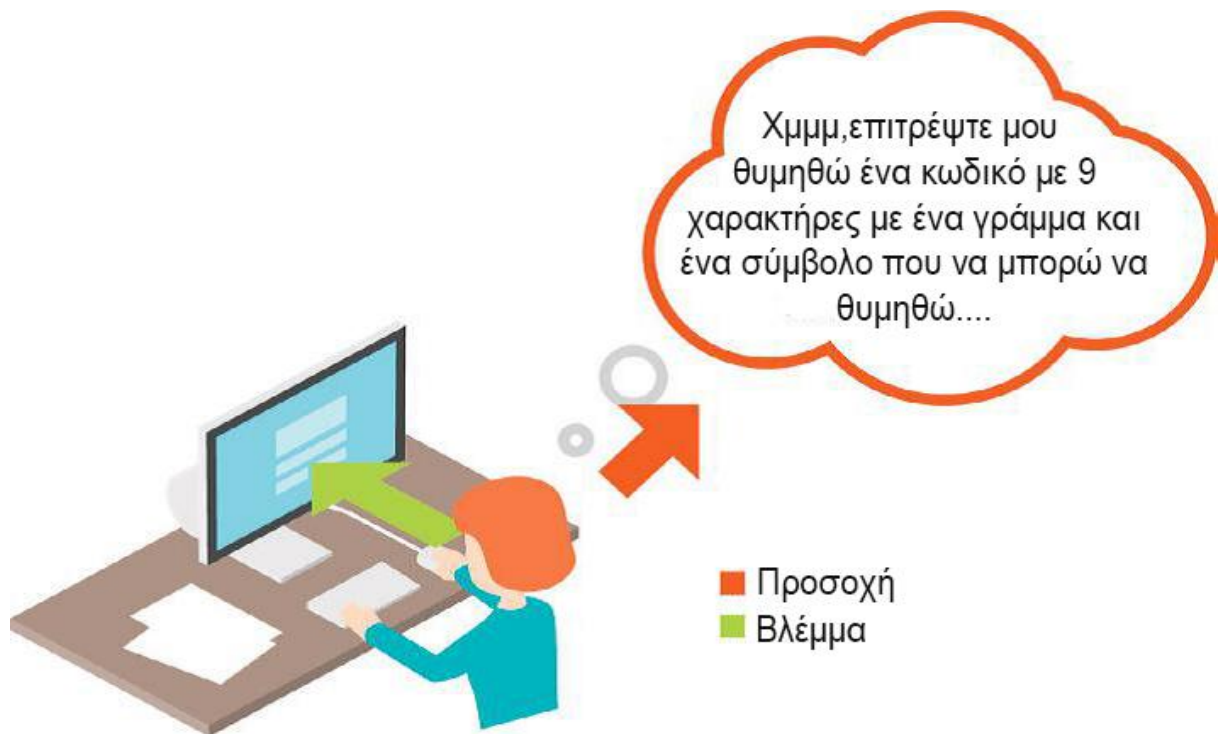 Χμμμ,επιτρέψτε μου
θυμηθώ ένα κωδικό με 9
χαρακτήρες με ένα γράμμα και
ένα σύμβολο που να μπορώ να
θυμηθώ....
Προσοχή
Βλέμμα